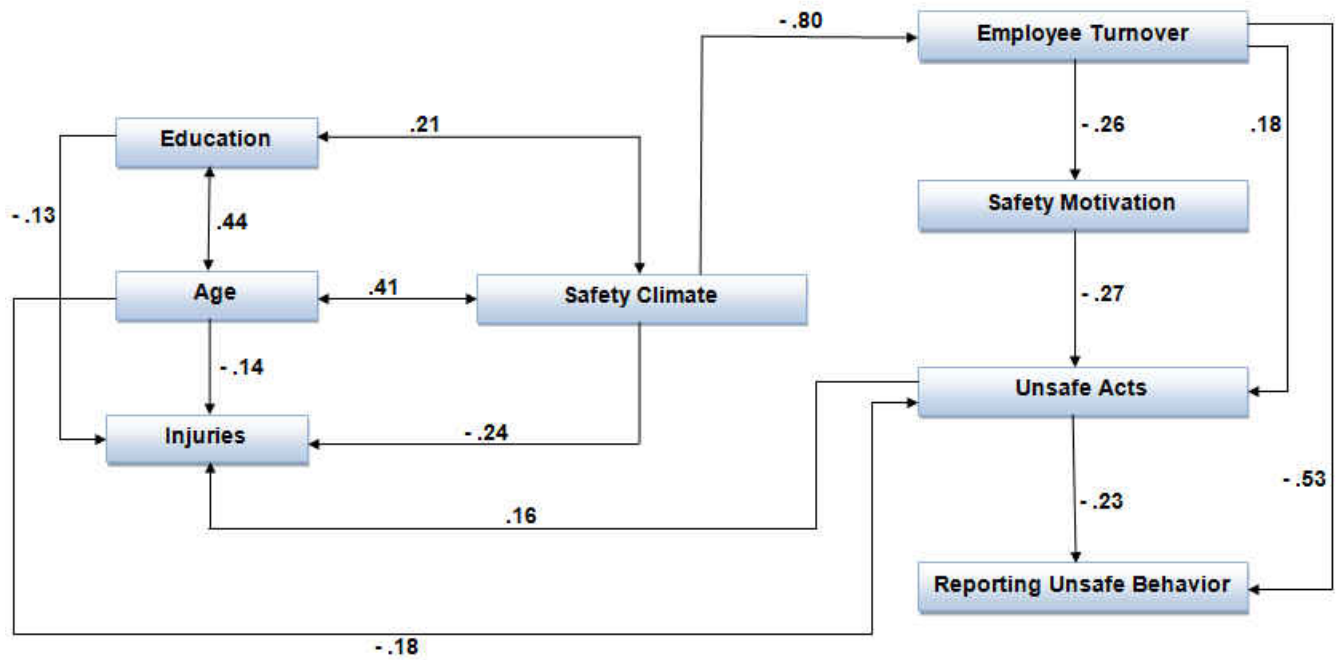 - .80
Employee Turnover
Education
.21
- .26
.18
- .13
.44
Safety Motivation
Age
.41
Safety Climate
- .27
- .14
Unsafe Acts
Injuries
- .24
- .53
.16
- .23
Reporting Unsafe Behavior
- .18